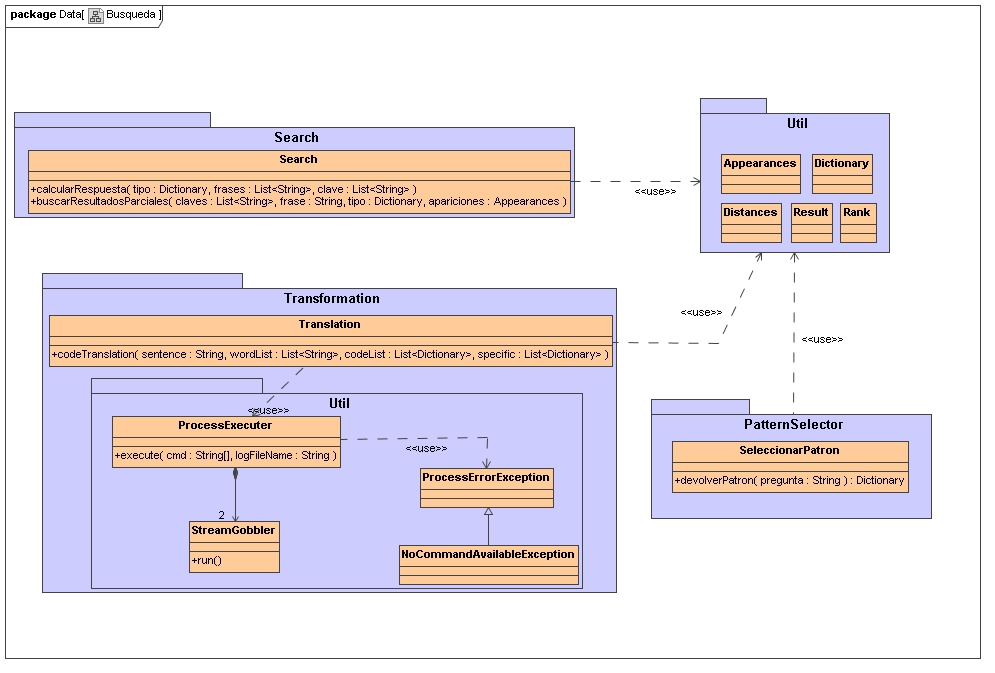 package Data[ Busqueda ]
Search
Search
+calcularRespuesta( tipo : Dictionary, frases : List<String>, clave : List<String> )
+buscarResultadosParciales( claves : List<String>, frase : String, tipo : Dictionary, apariciones : Appearances )
<<use>>
Util
Appearances
Dictionary
Distances
Result
Rank
Transformation
Translation
+codeTranslation( sentence : String, wordList : List<String>, codeList : List<Dictionary>, specific : List<Dictionary> )
<<use>>
<<use>>
Util
<<use>>
ProcessExecuter
+execute( cmd : String[], logFileName : String )
<<use>>
ProcessErrorException
2
StreamGobbler
+run()
NoCommandAvailableException
PatternSelector
SeleccionarPatron
+devolverPatron( pregunta : String ) : Dictionary